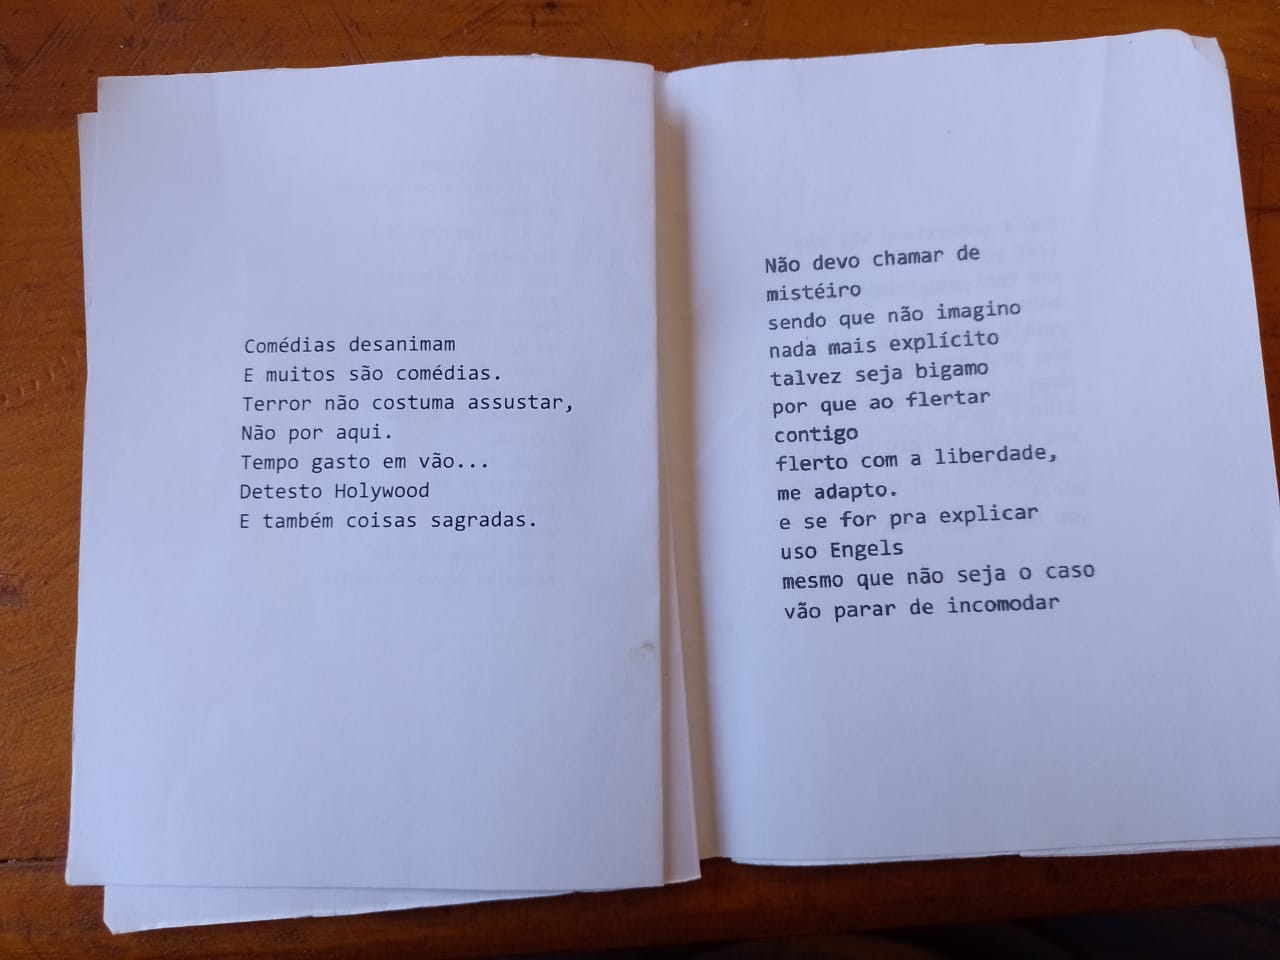 Comédias desanimam
E muitos são comédias.
Terror não costuma assustar,
Não por aqui.
Tempo gasto em vão...
Detesto Holywood
E também coisas sagradas.
Não devo chamar de
mistéiro
sendo que não imagino
nada mais explícito
talvez seja bigamo
por que ao flertar
contigo
flerto com a liberdade,
me adapto.
e se for pra explicar
uso Engels
mesmo que não seja o caso
vão parar de incomodar